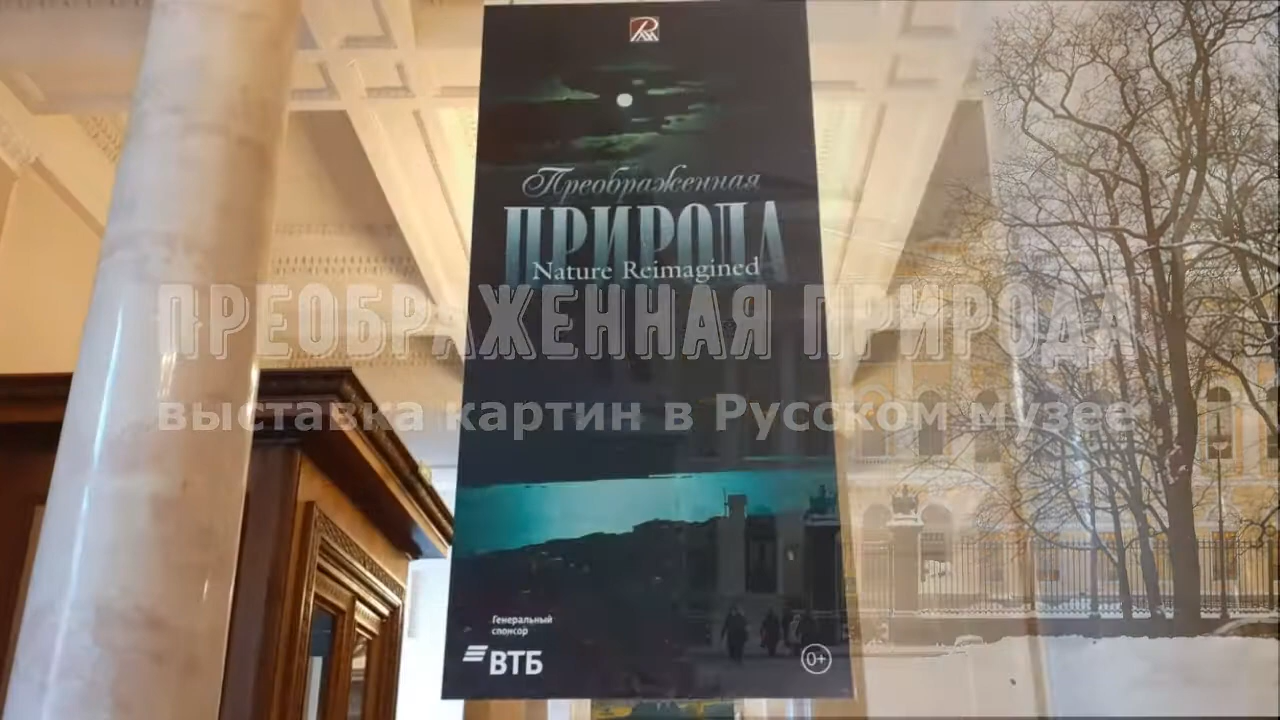 Преображенная
ПРИРОДА
Nature Reimagined
ПРЕОБРАЖЕННАЯ ПРИРОДА
выставка картин в Русском музее
Генеральный
спонсор
ВТБ
0+